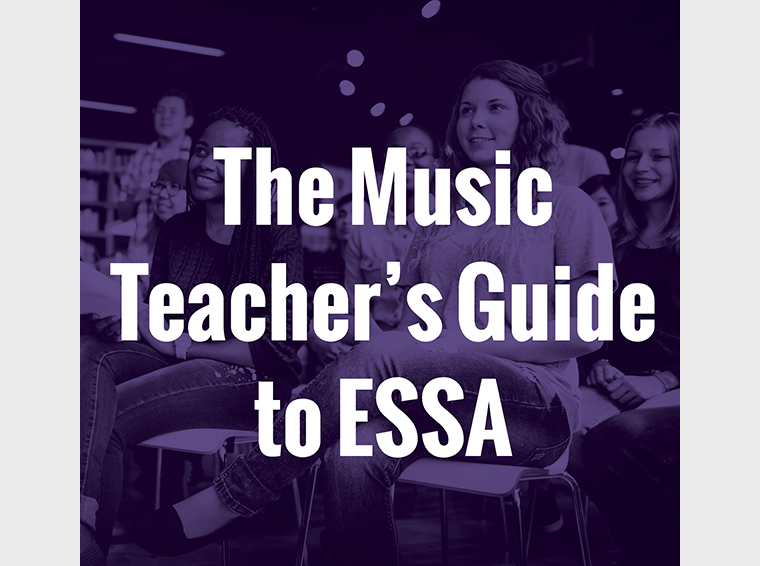 The Music
Teacher’s Guide
to ESSA